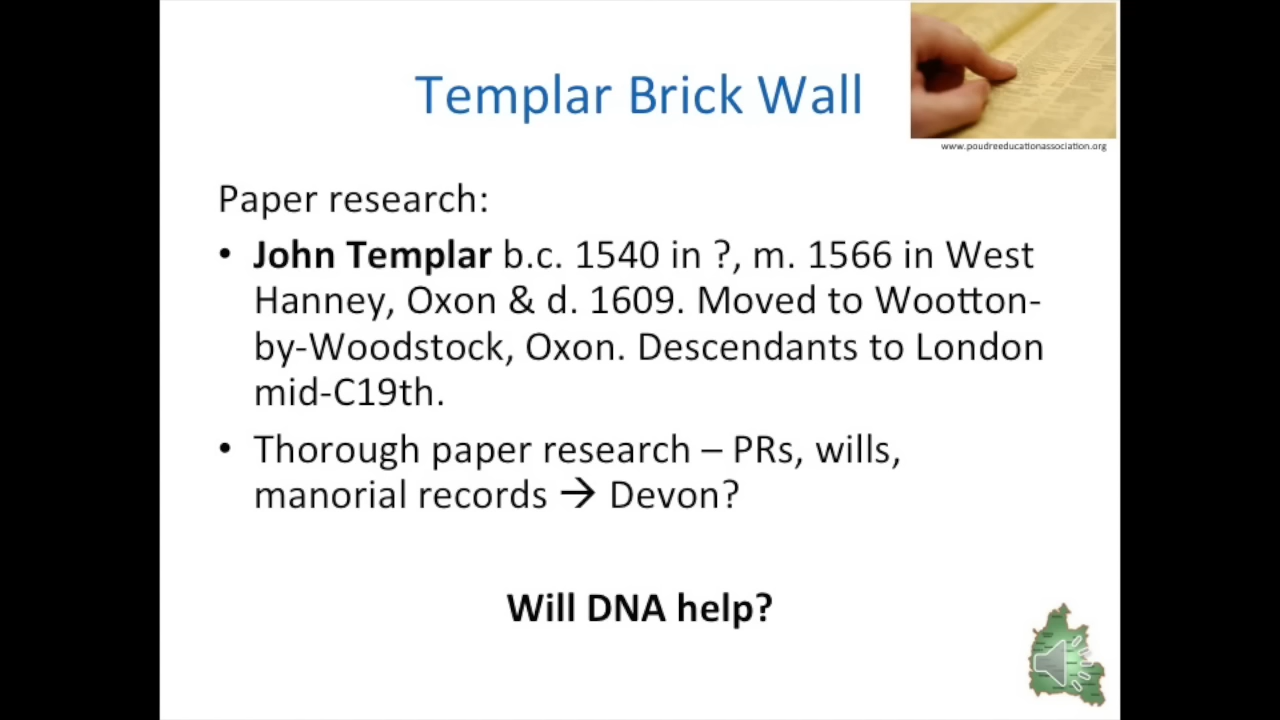 Templar Brick Wall
www.poudreeducationassociation.org
Paper research:
• John Templar b.c. 1540 in ?, m. 1566 in West
Hanney, Oxon & d. 1609. Moved to Wootton-
by-Woodstock, Oxon. Descendants to London
mid-C19th.
• Thorough paper research – PRs, wills,
manorial records → Devon?
Will DNA help?